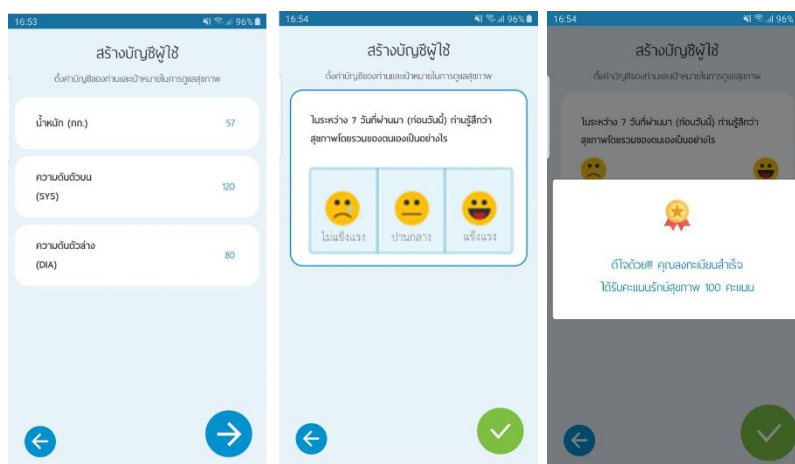 16:53
96%
สร้างบัญชีผู้ใช้
ตั้งค่าบัญชีของท่านและเป้าหมายในการดูแลสุขภาพ
น้ำหนัก (กก.)
57
ความดันตัวบน
(SYS)
120
ความดันตัวล่าง
(DIA)
80
16:54
96%
สร้างบัญชีผู้ใช้
ตั้งค่าบัญชีของท่านและเป้าหมายในการดูแลสุขภาพ
ในระหว่าง 7 วันที่ผ่านมา (ก่อนวันนี้) ท่านรู้สึกว่า
สุขภาพโดยรวมของตนเองเป็นอย่างไร
ไม่แข็งแรง
ปานกลาง
แข็งแรง
16:54
96%
สร้างบัญชีผู้ใช้
ตั้งค่าบัญชีของท่านและเป้าหมายในการดูแลสุขภาพ
ในระหว่าง 7 วันที่ผ่านมา (ก่อนวันนี้) ท่านรู้สึกว่า
สุขภาพโดยรวมของตนเองเป็นอย่างไร
ดีใจด้วย!!! คุณลงทะเบียนสำเร็จ
ได้รับคะแนนรักษ์สุขภาพ 100 คะแนน